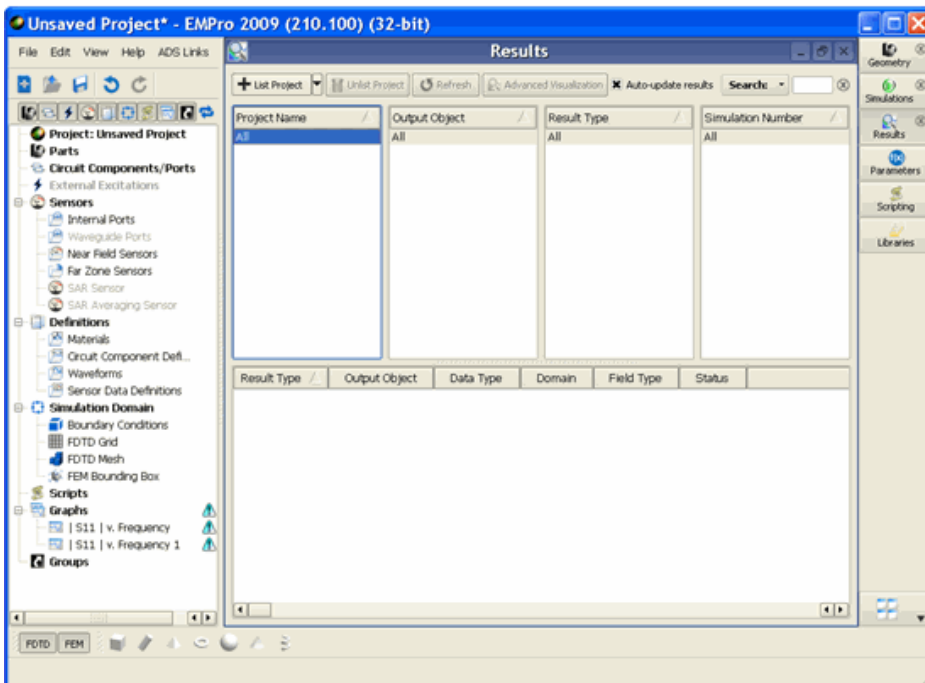 Unsaved Project* - EMPro 2009 (210.100) (32-bit)
File Edit View Help ADS Links
Project: Unsaved Project
Parts
Circuit Components/Ports
External Excitations
Sensors
Internal Ports
Waveguide Ports
Near Field Sensors
Far Zone Sensors
SAR Sensor
SAR Averaging Sensor
Definitions
Materials
Circuit Component Defi...
Waveforms
Sensor Data Definitions
Simulation Domain
Boundary Conditions
FDTD Grid
FDTD Mesh
FEM Bounding Box
Scripts
Graphs
| S11 | v. Frequency
| S11 | v. Frequency 1
Groups
Results
List Project Unlist Project Refresh Advanced Visualization Auto-update results Search:
Project Name Output Object Result Type Simulation Number
All All All All
Result Type Output Object Data Type Domain Field Type Status
Geometry
Simulations
Results
f(x)
Parameters
Scripting
Libraries
FDTD FEM